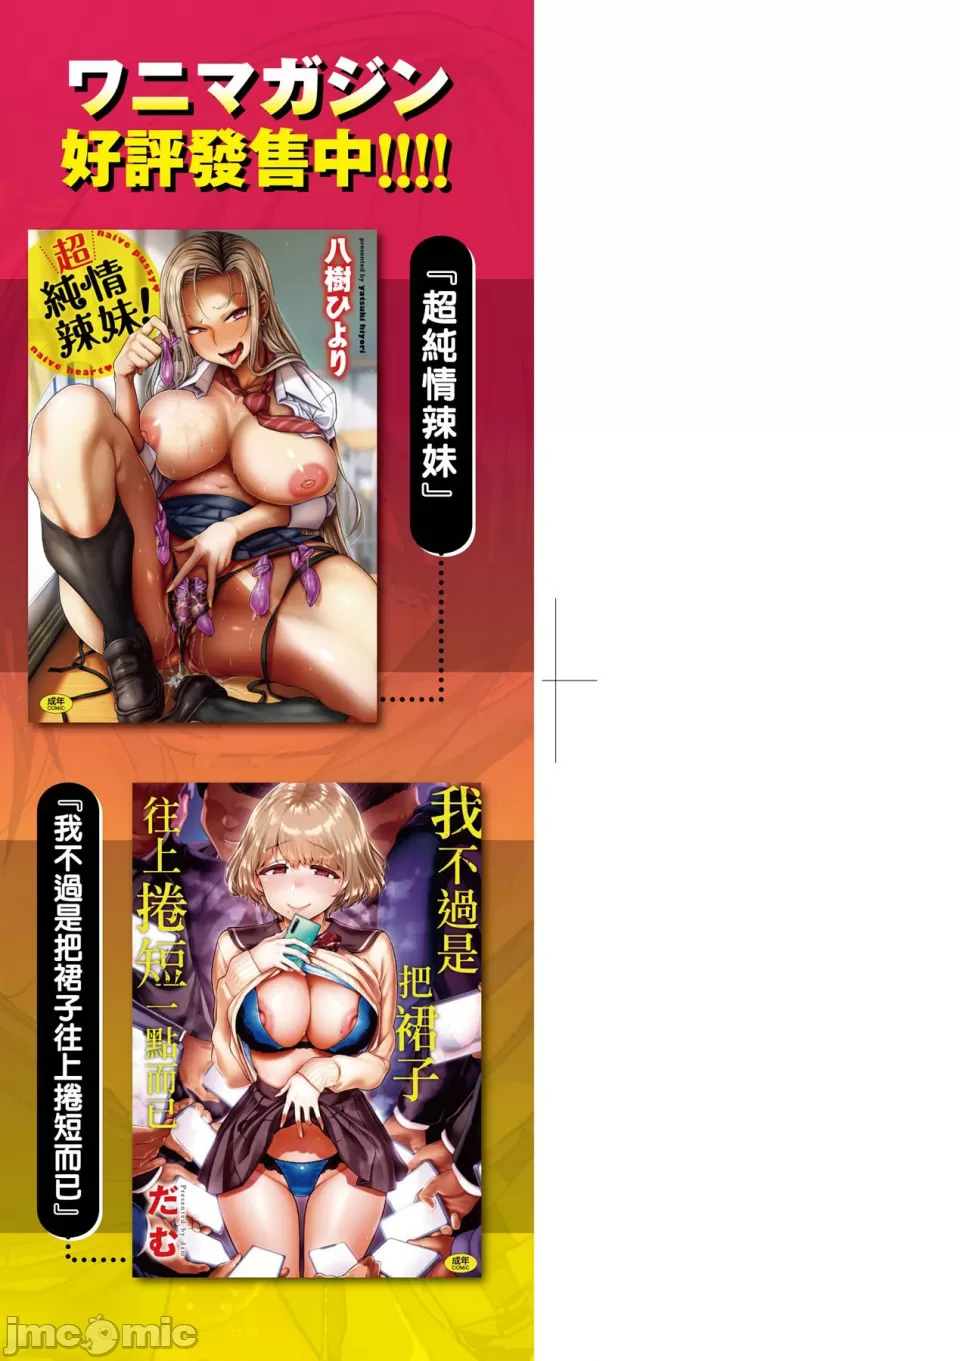 ワニマガジン
好評發售中!!!!
超
純情
辣妹!
naive pussy♥
naive heart♥
presented by yatsuki hiyori
八樹ひより
『超純情辣妹』
成年
COMIC
『我不過是把裙子往上捲短而已』
我不過是
把裙子
往上捲短一點而已
Presented by dam
だむ
成年
COMIC
jmcomic